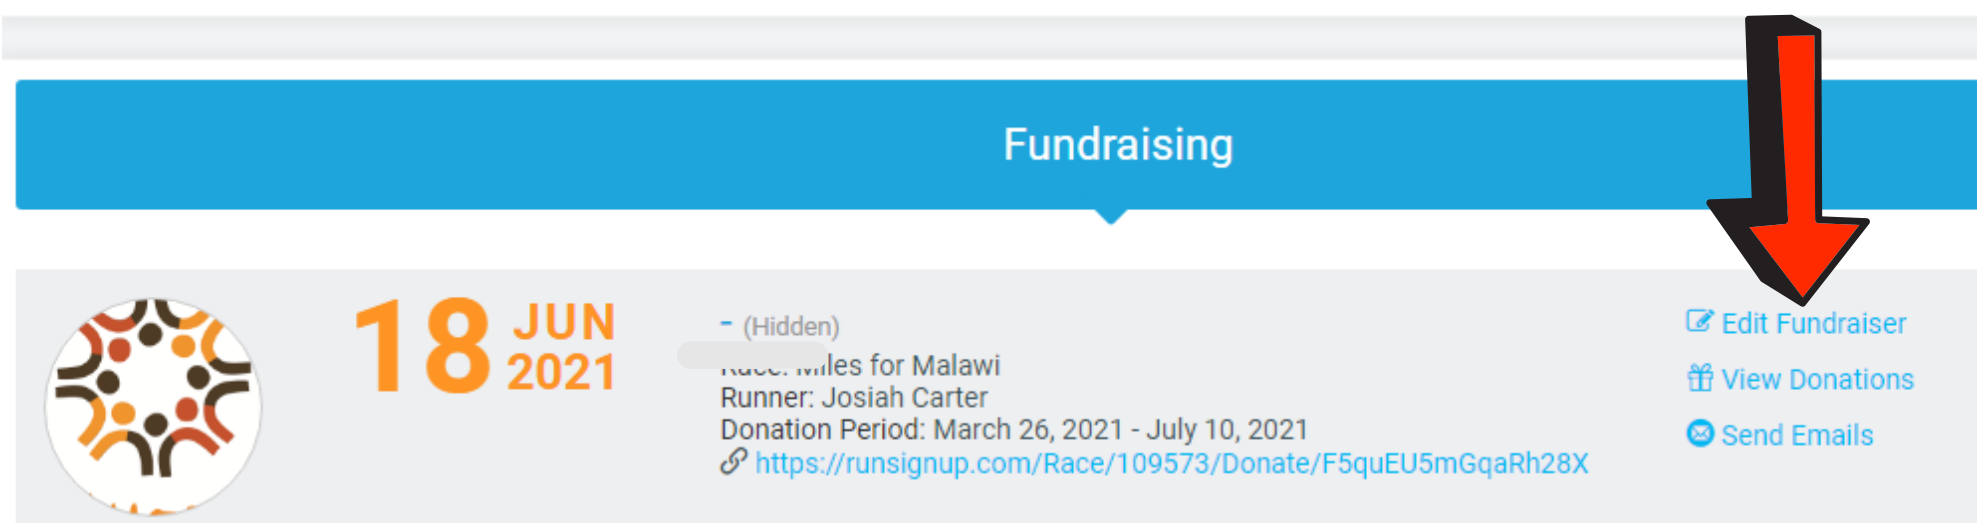 Fundraising
18 JUN
2021
- (Hidden)
Miles for Malawi
Runner: Josiah Carter
Donation Period: March 26, 2021 - July 10, 2021
https://runsignup.com/Race/109573/Donate/F5quEU5mGqaRh28X
Edit Fundraiser
View Donations
Send Emails